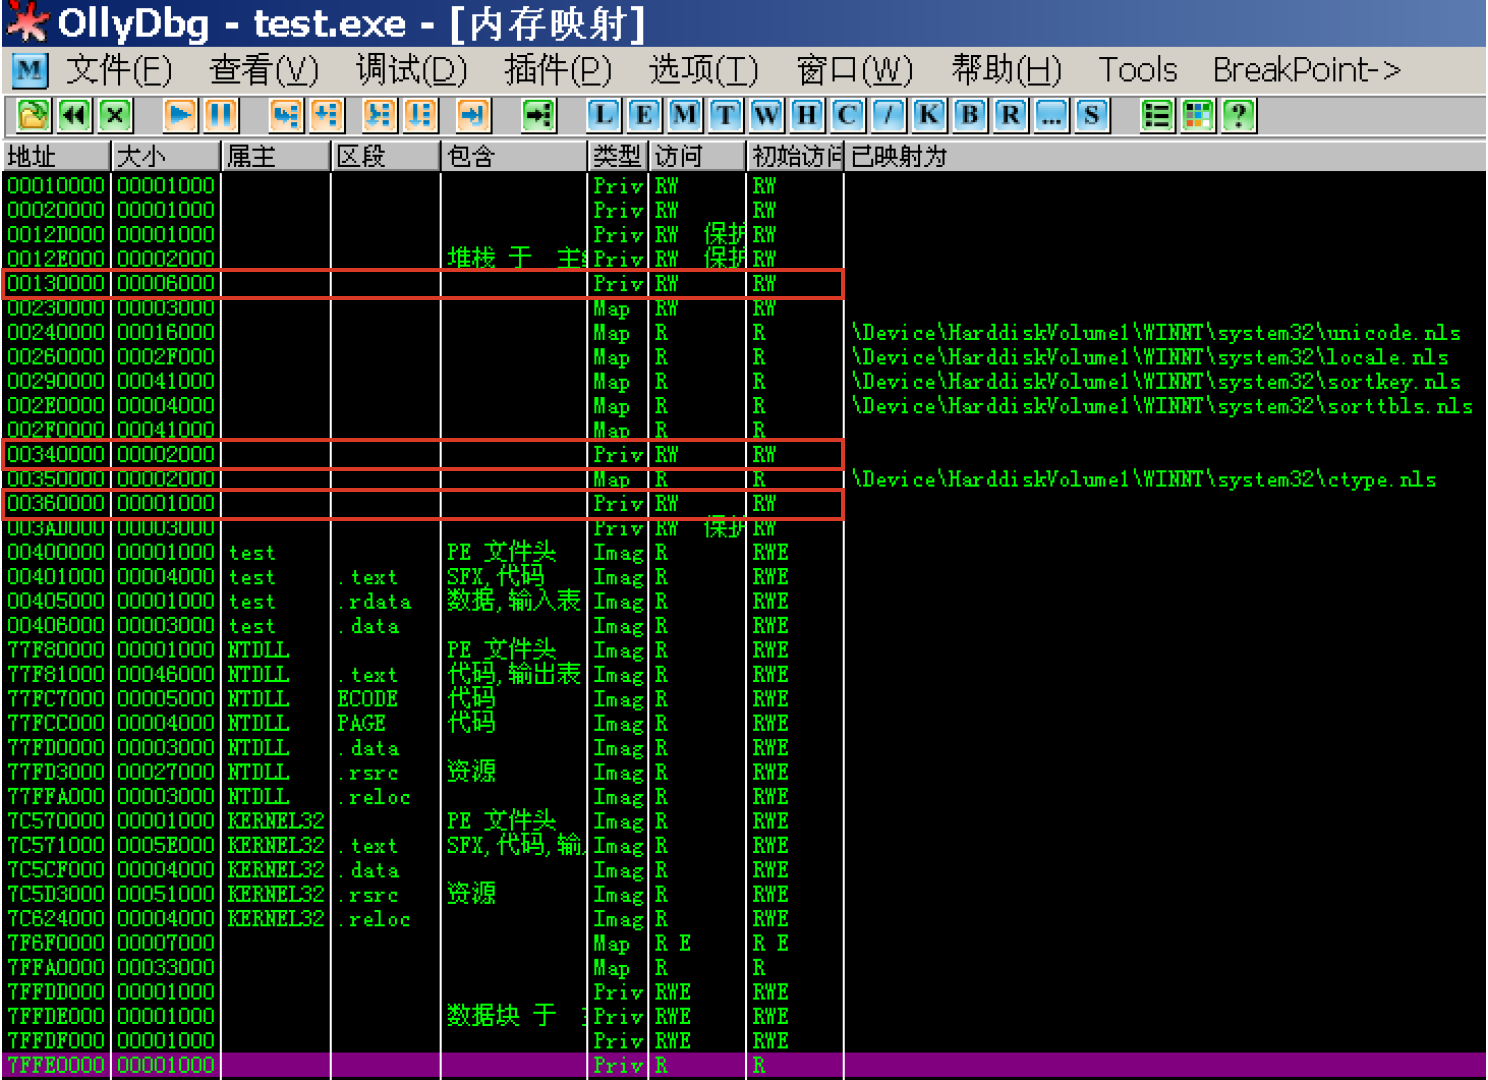 OllyDbg - test.exe - [内存映射]
M 文件(F) 查看(V) 调试(D) 插件(P) 选项(T) 窗口(W) 帮助(H) Tools BreakPoint->
L E M T W H C / K B R ... S ?
地址 大小 属主 区段 包含 类型 访问 初始访问 已映射为
00010000 00001000 Priv RW RW
00020000 00001000 Priv RW RW
0012D000 00001000 Priv RW 保护 RW
0012E000 00002000 堆栈 于 主 Priv RW 保护 RW
00130000 00006000 Priv RW RW
00230000 00003000 Map RW RW
00240000 00016000 Map R R \Device\HarddiskVolume1\WINNT\system32\unicode.nls
00260000 0002F000 Map R R \Device\HarddiskVolume1\WINNT\system32\locale.nls
00290000 00041000 Map R R \Device\HarddiskVolume1\WINNT\system32\sortkey.nls
002E0000 00004000 Map R R \Device\HarddiskVolume1\WINNT\system32\sorttbls.nls
002F0000 00041000 Map R R
00340000 00002000 Priv RW RW
00350000 00002000 Map R R \Device\HarddiskVolume1\WINNT\system32\ctype.nls
00360000 00001000 Priv RW RW
003AD000 00003000 Priv RW 保护 RW
00400000 00001000 test PE 文件头 Imag R RWE
00401000 00004000 test .text SFX,代码 Imag R RWE
00405000 00001000 test .rdata 数据,输入表 Imag R RWE
00406000 00003000 test .data Imag R RWE
77F80000 00001000 NTDLL PE 文件头 Imag R RWE
77F81000 00046000 NTDLL .text 代码,输出表 Imag R RWE
77FC7000 00005000 NTDLL ECODE 代码 Imag R RWE
77FCC000 00004000 NTDLL PAGE 代码 Imag R RWE
77FD0000 00003000 NTDLL .data Imag R RWE
77FD3000 00027000 NTDLL .rsrc 资源 Imag R RWE
77FFA000 00003000 NTDLL .reloc Imag R RWE
7C570000 00001000 KERNEL32 PE 文件头 Imag R RWE
7C571000 0005E000 KERNEL32 .text SFX,代码,输 Imag R RWE
7C5CF000 00004000 KERNEL32 .data Imag R RWE
7C5D3000 00051000 KERNEL32 .rsrc 资源 Imag R RWE
7C624000 00004000 KERNEL32 .reloc Imag R RWE
7F6F0000 00007000 Map R E R E
7FFA0000 00033000 Map R R
7FFDD000 00001000 Priv RWE RWE
7FFDE000 00001000 数据块 于 Priv RWE RWE
7FFDF000 00001000 Priv RWE RWE
7FFE0000 00001000 Priv R R